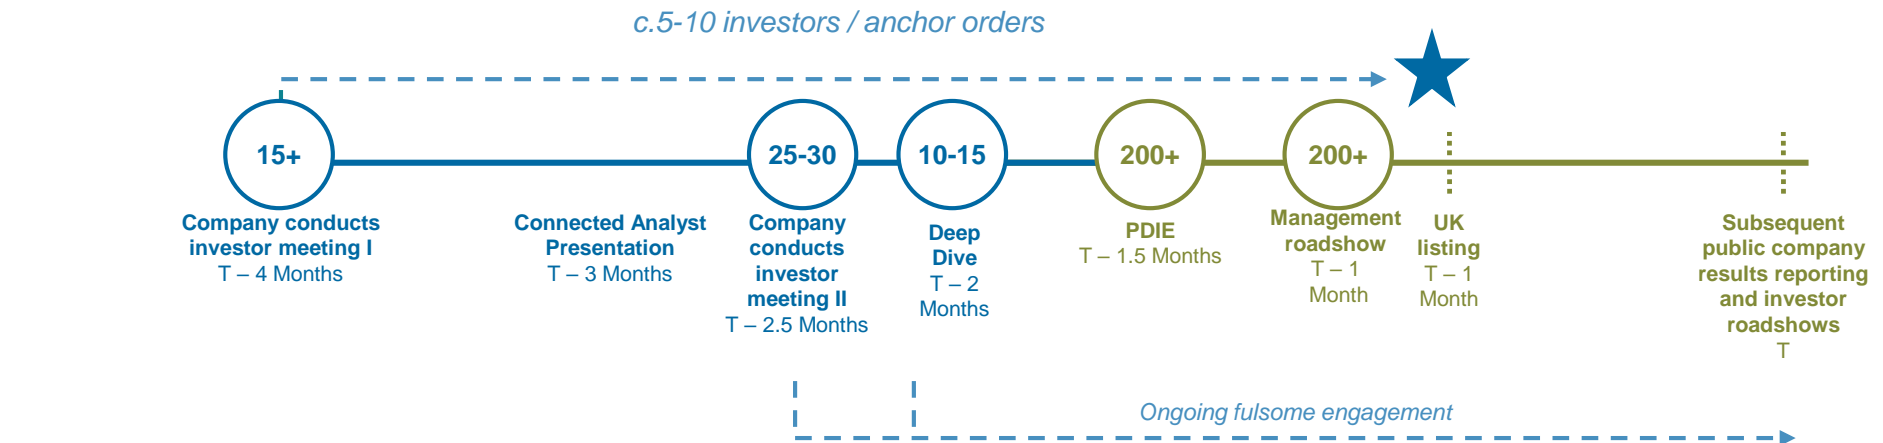 c.5-10 investors / anchor orders
15+
25-30
10-15
200+
200+
Company conducts
investor meeting I
T – 4 Months
Connected Analyst
Presentation
T – 3 Months
Company
conducts
investor
meeting II
T – 2.5 Months
Deep
Dive
T – 2
Months
PDIE
T – 1.5 Months
Management
roadshow
T – 1
Month
UK
listing
T – 1
Month
Subsequent
public company
results reporting
and investor
roadshows
T
Ongoing fulsome engagement